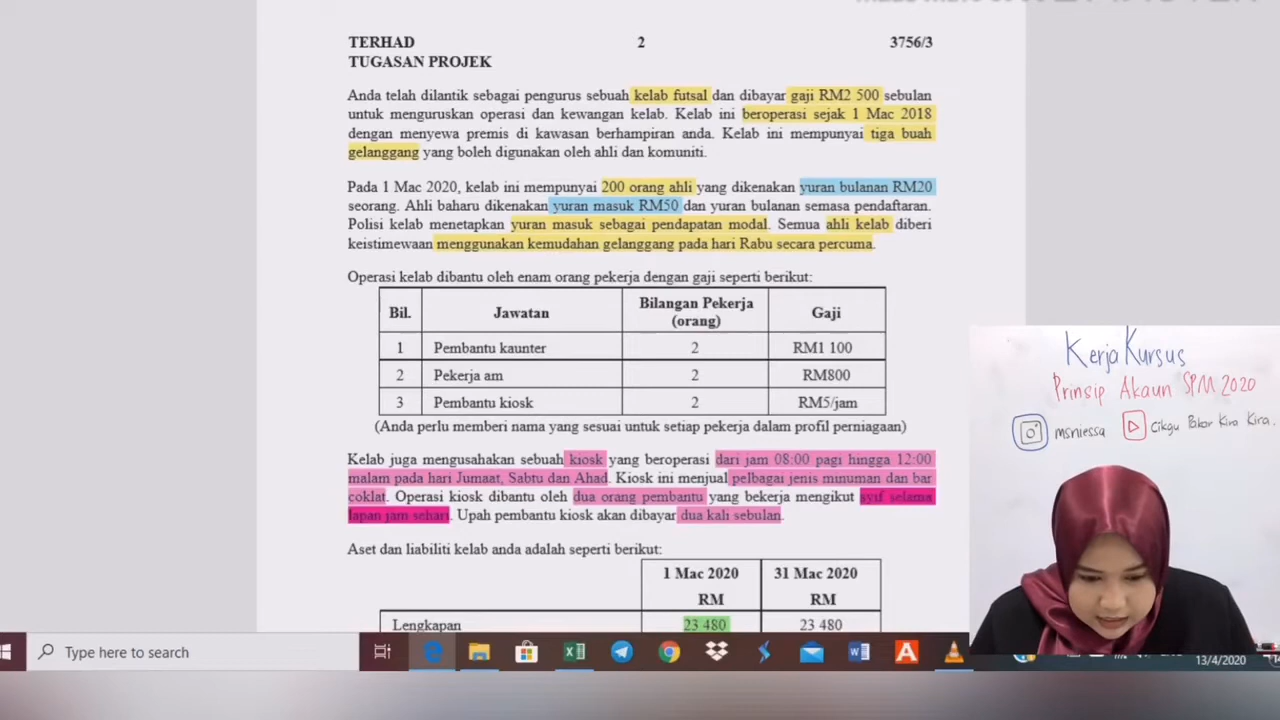 TERHAD 2 3756/3
TUGASAN PROJEK
Anda telah dilantik sebagai pengurus sebuah kelab futsal dan dibayar gaji RM2 500 sebulan
untuk menguruskan operasi dan kewangan kelab. Kelab ini beroperasi sejak 1 Mac 2018
dengan menyewa premis di kawasan berhampiran anda. Kelab ini mempunyai tiga buah
gelanggang yang boleh digunakan oleh ahli dan komuniti.
Pada 1 Mac 2020, kelab ini mempunyai 200 orang ahli yang dikenakan yuran bulanan RM20
seorang. Ahli baharu dikenakan yuran masuk RM50 dan yuran bulanan semasa pendaftaran.
Polisi kelab menetapkan yuran masuk sebagai pendapatan modal. Semua ahli kelab diberi
keistimewaan menggunakan kemudahan gelanggang pada hari Rabu secara percuma.
Operasi kelab dibantu oleh enam orang pekerja dengan gaji seperti berikut:
Bil. Jawatan Bilangan Pekerja (orang) Gaji
1 Pembantu kaunter 2 RM1 100
2 Pekerja am 2 RM800
3 Pembantu kiosk 2 RM5/jam
(Anda perlu memberi nama yang sesuai untuk setiap pekerja dalam profil perniagaan)
Kelab juga mengusahakan sebuah kiosk yang beroperasi dari jam 08:00 pagi hingga 12:00
malam pada hari Jumaat, Sabtu dan Ahad. Kiosk ini menjual pelbagai jenis minuman dan bar
coklat. Operasi kiosk dibantu oleh dua orang pembantu yang bekerja mengikut syif selama
lapan jam sehari. Upah pembantu kiosk akan dibayar dua kali sebulan.
Aset dan liabiliti kelab anda adalah seperti berikut:
1 Mac 2020 31 Mac 2020
RM RM
Lengkapan 23 480 23 480
Kerja Kursus
Prinsip Akaun SPM 2020
msniessa Cikgu Pakar Kira Kira.
Type here to search
13/4/2020